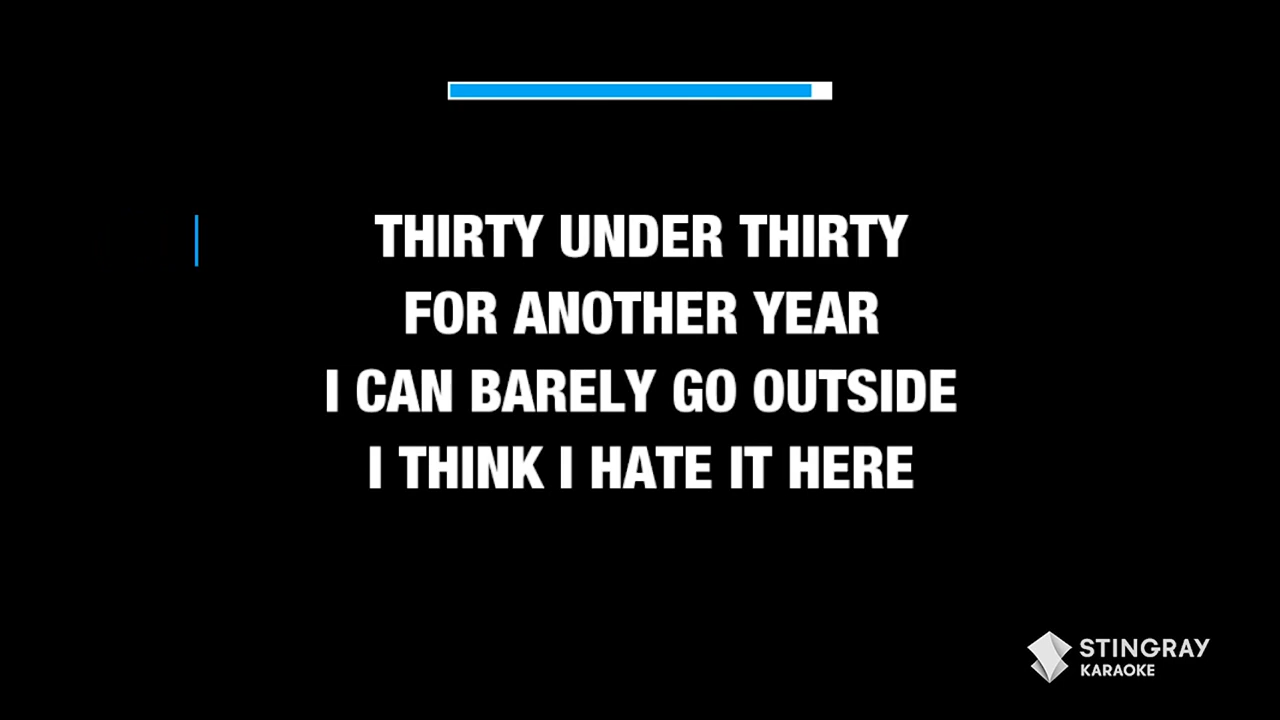 THIRTY UNDER THIRTY
FOR ANOTHER YEAR
I CAN BARELY GO OUTSIDE
I THINK I HATE IT HERE
STINGRAY
KARAOKE